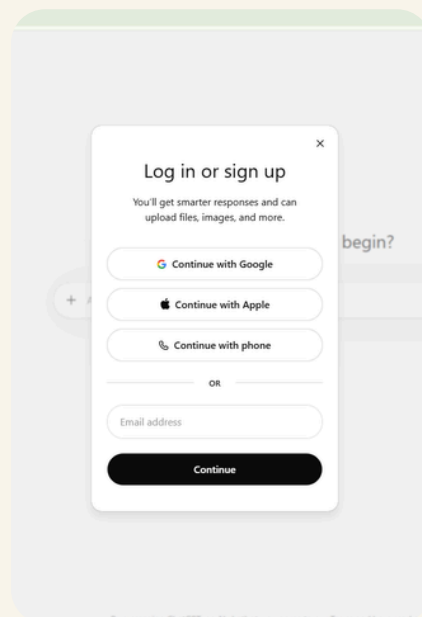 Log in or sign up
You'll get smarter responses and can
upload files, images, and more.
begin?
Continue with Google
Continue with Apple
Continue with phone
OR
Email address
Continue